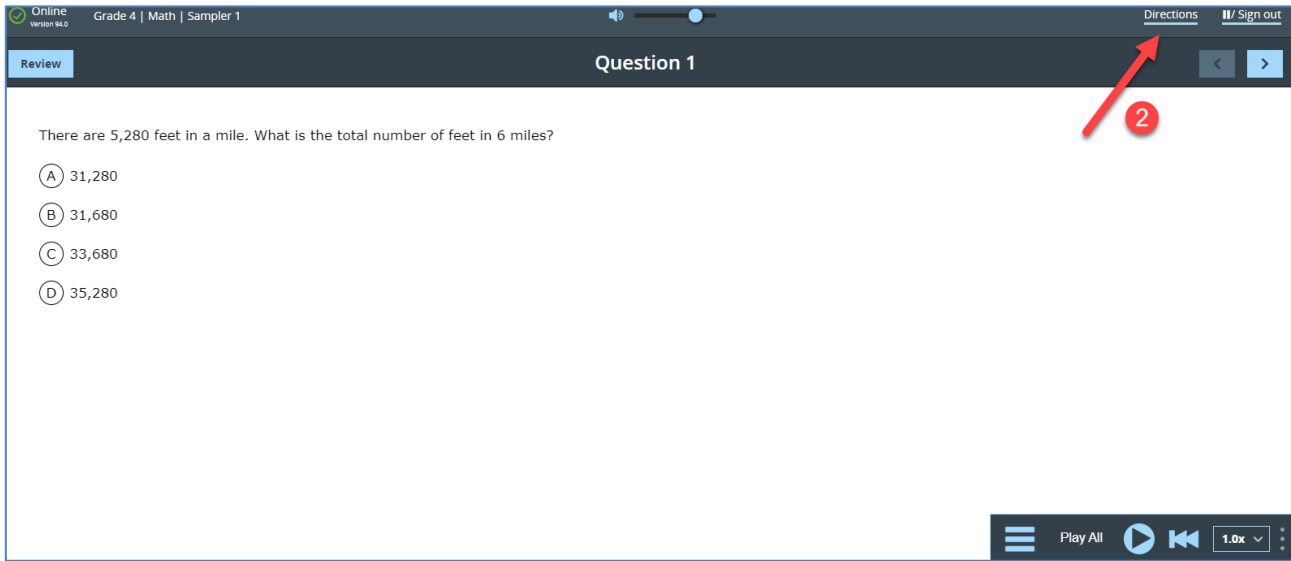 Online
Version 94.0
Grade 4 | Math | Sampler 1
Directions
/ Sign out
Review
Question 1
<
>
2
There are 5,280 feet in a mile. What is the total number of feet in 6 miles?
A 31,280
B 31,680
C 33,680
D 35,280
Play All
1.0x